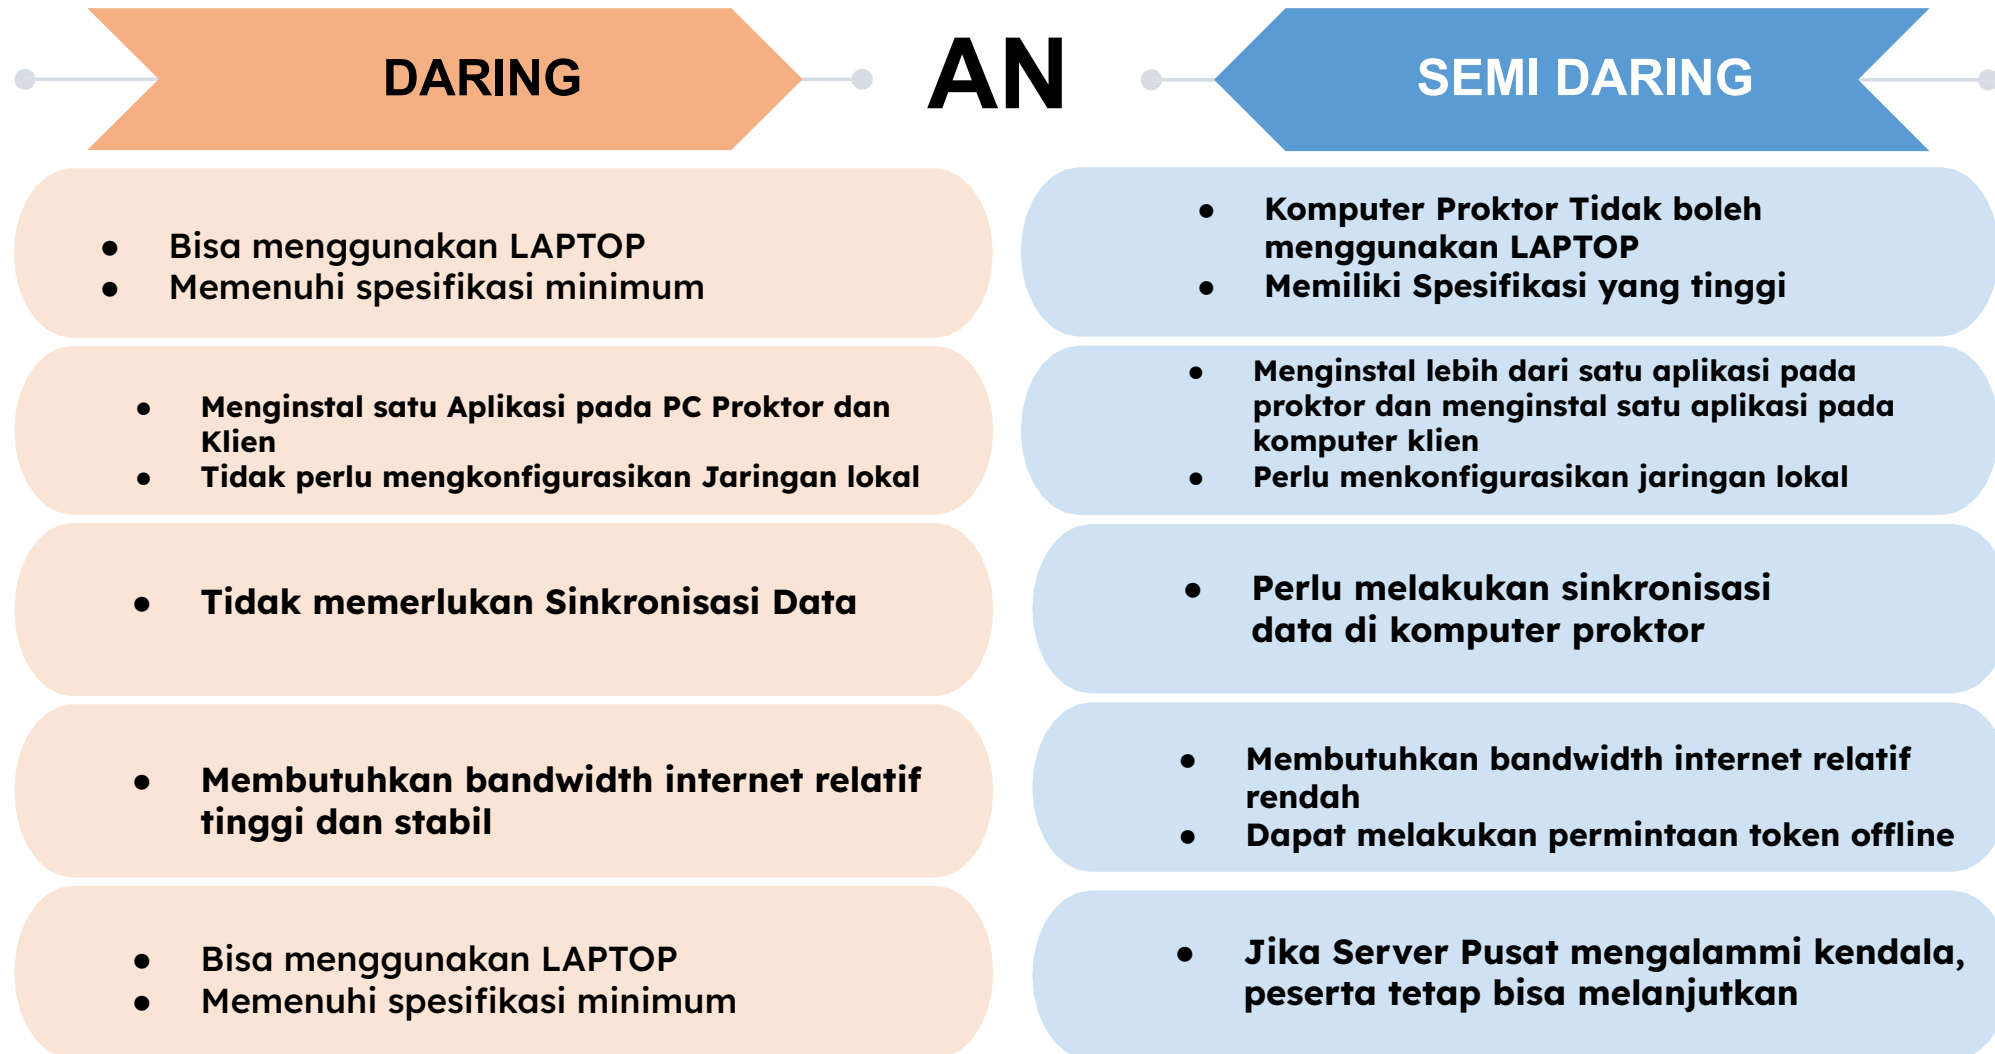 DARING
AN
SEMI DARING
● Bisa menggunakan LAPTOP
● Memenuhi spesifikasi minimum
● Komputer Proktor Tidak boleh
menggunakan LAPTOP
● Memiliki Spesifikasi yang tinggi
● Menginstal satu Aplikasi pada PC Proktor dan
Klien
● Tidak perlu mengkonfigurasikan Jaringan lokal
● Menginstal lebih dari satu aplikasi pada
proktor dan menginstal satu aplikasi pada
komputer klien
● Perlu menkonfigurasikan jaringan lokal
● Tidak memerlukan Sinkronisasi Data
● Perlu melakukan sinkronisasi
data di komputer proktor
● Membutuhkan bandwidth internet relatif
tinggi dan stabil
● Membutuhkan bandwidth internet relatif
rendah
● Dapat melakukan permintaan token offline
● Bisa menggunakan LAPTOP
● Memenuhi spesifikasi minimum
● Jika Server Pusat mengalammi kendala,
peserta tetap bisa melanjutkan